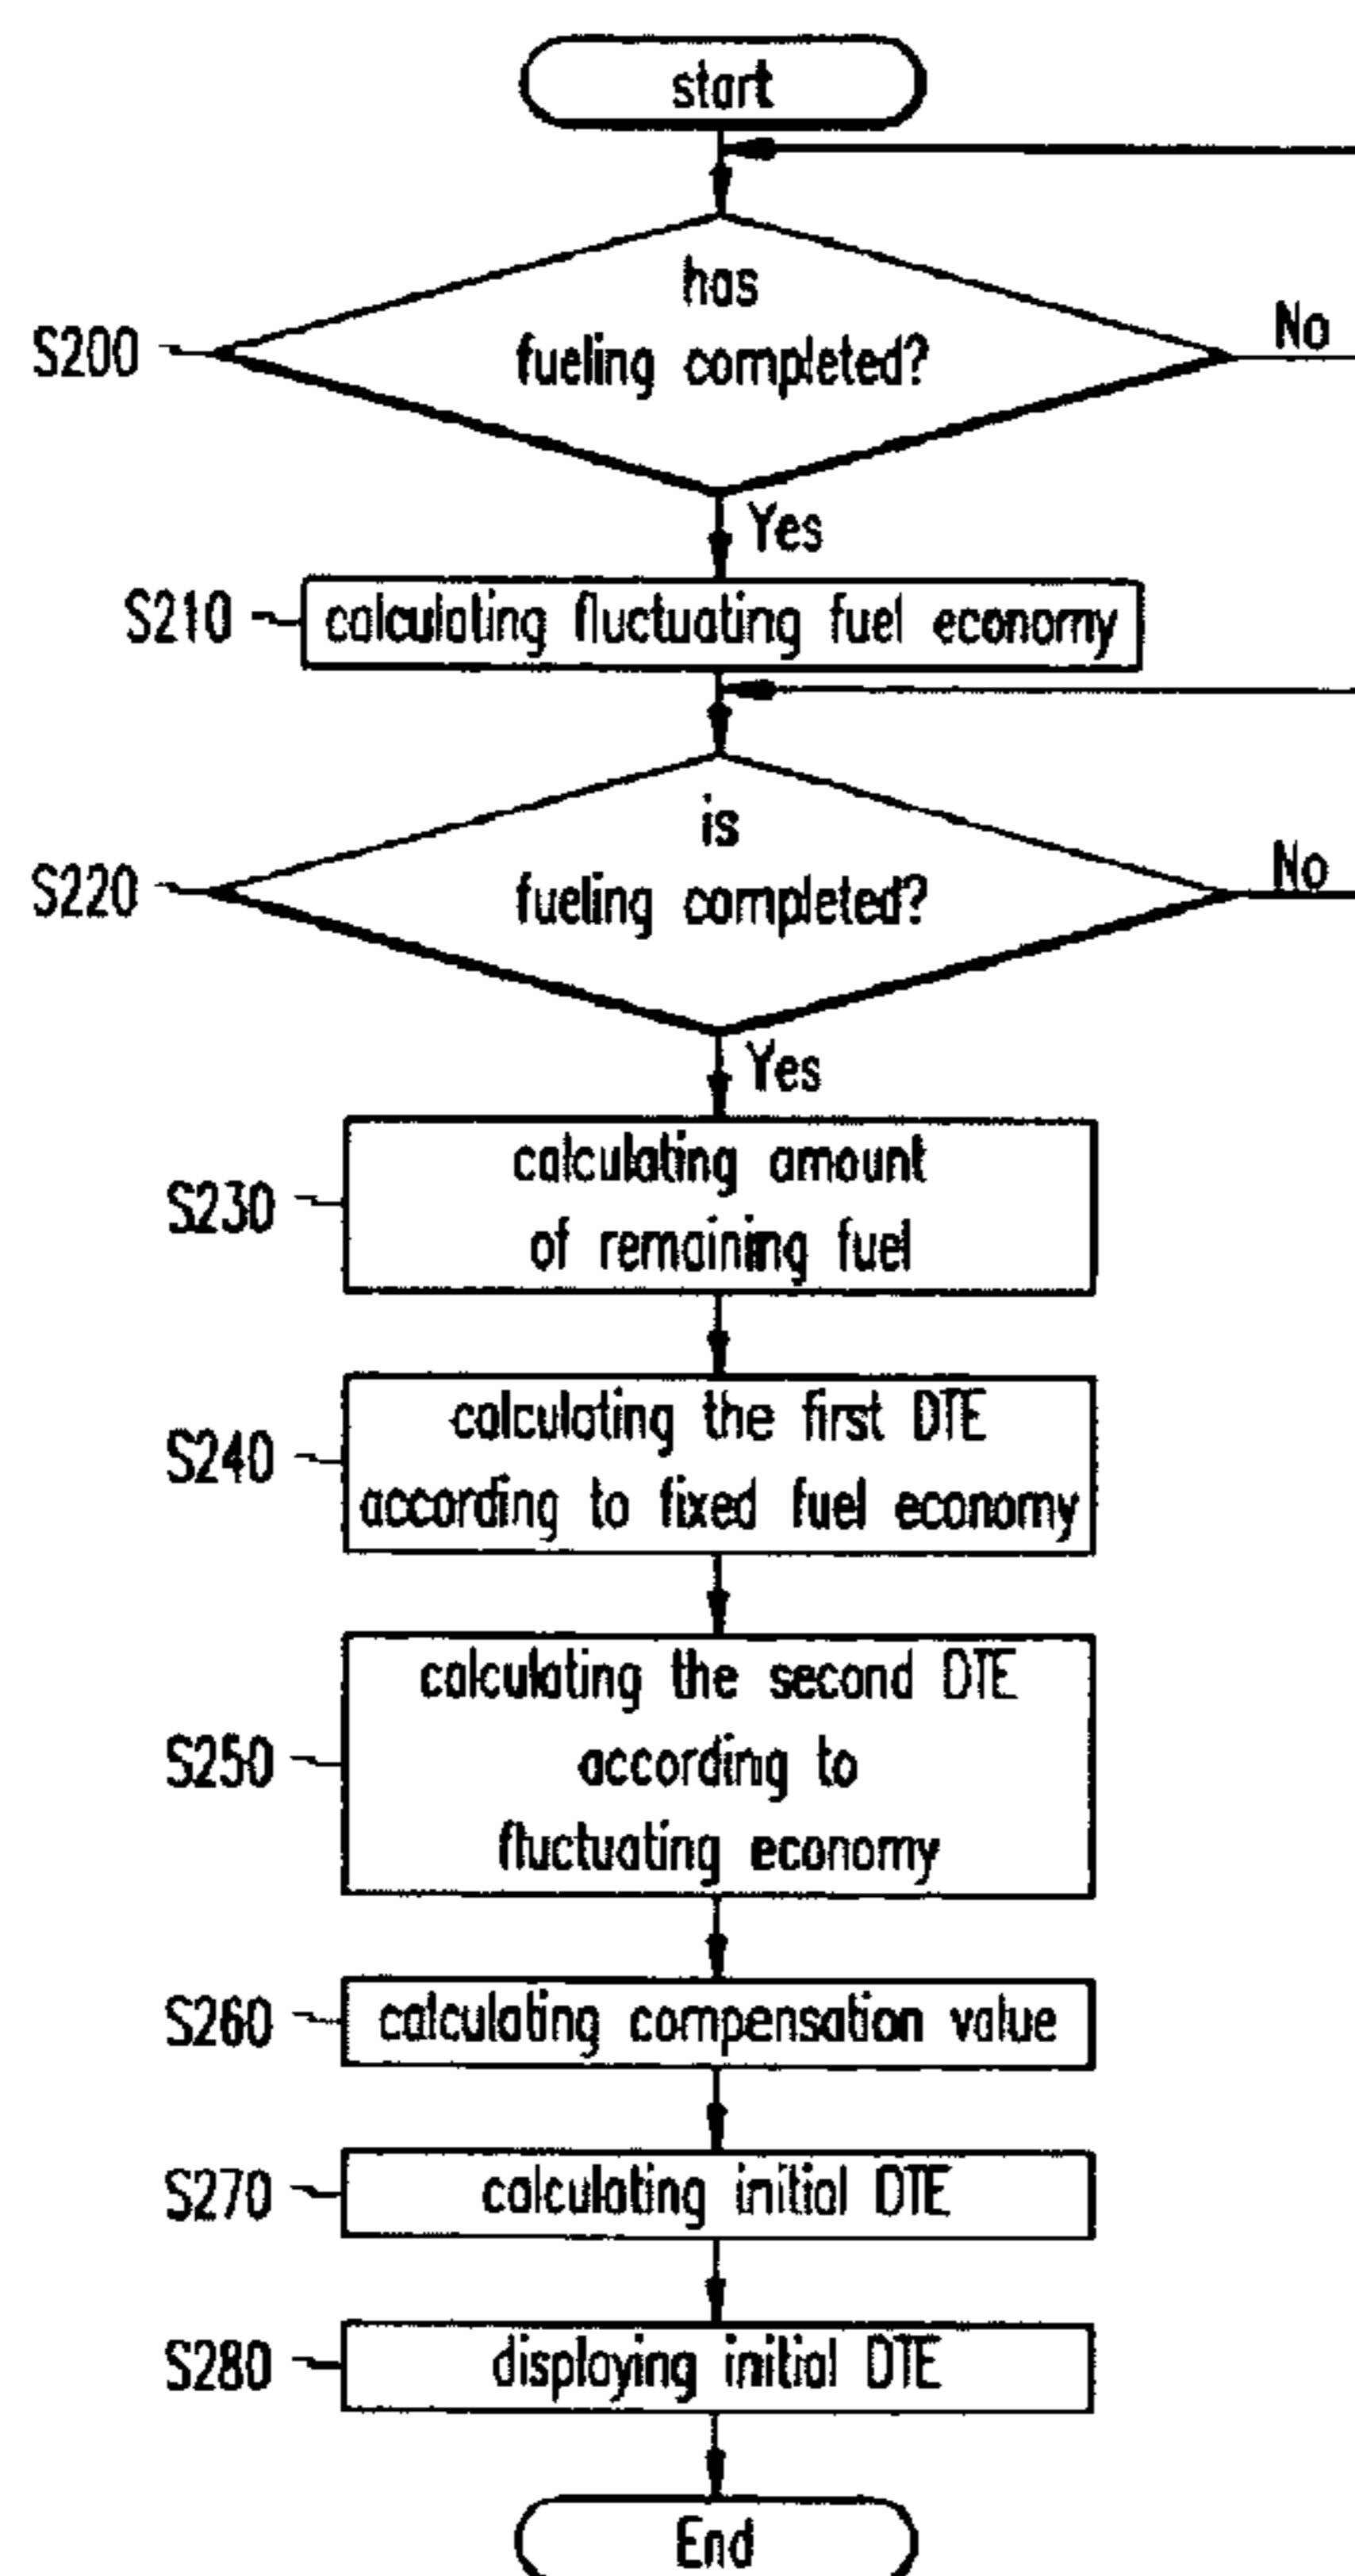 start
has
S200
fueling completed?
No
Yes
S210
calculating fluctuating fuel economy
is
S220
fueling completed?
No
Yes
S230
calculating amount
of remaining fuel
S240
calculating the first DTE
according to fixed fuel economy
S250
calculating the second DTE
according to
fluctuating economy
S260
calculating compensation value
S270
calculating initial DTE
S280
displaying initial DTE
End